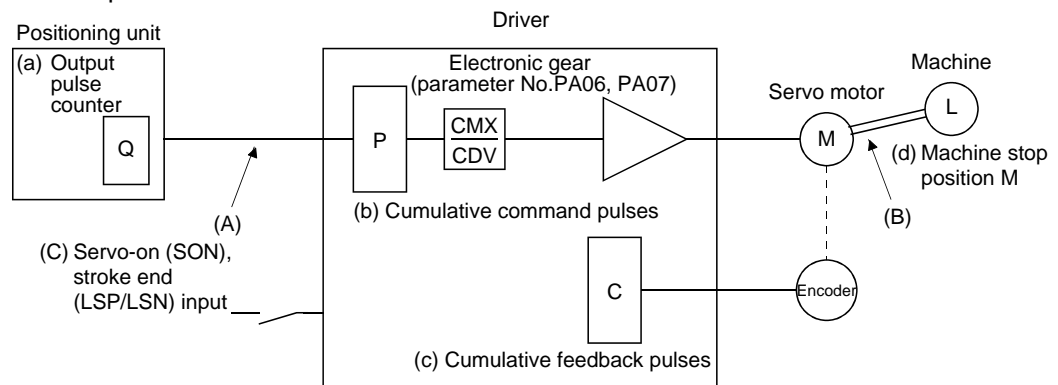 Positioning unit
(a) Output
pulse
counter
Q
Driver
Electronic gear
(parameter No.PA06, PA07)
P
CMX
CDV
(b) Cumulative command pulses
Servo motor
M
Machine
L
(d) Machine stop
position M
(A)
(B)
(C) Servo-on (SON),
stroke end
(LSP/LSN) input
C
Encoder
(c) Cumulative feedback pulses